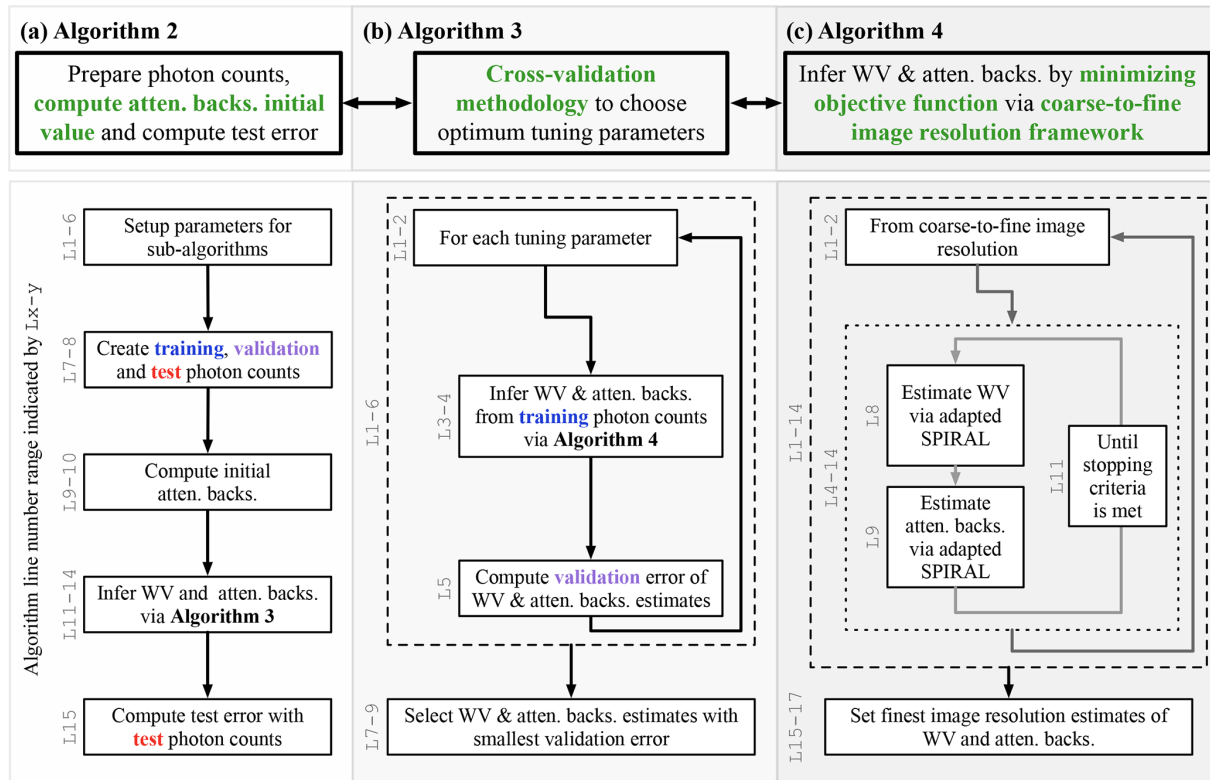 (a) Algorithm 2
Prepare photon counts,
compute atten. backs. initial
value and compute test error
(b) Algorithm 3
Cross-validation
methodology to choose
optimum tuning parameters
(c) Algorithm 4
Infer WV & atten. backs. by minimizing
objective function via coarse-to-fine
image resolution framework
Algorithm line number range indicated by Lx-y
L1-6
Setup parameters for
sub-algorithms
L7-8
Create training, validation
and test photon counts
L9-10
Compute initial
atten. backs.
L11-14
Infer WV and atten. backs.
via Algorithm 3
L15
Compute test error with
test photon counts
L1-6
L1-2
For each tuning parameter
L3-4
Infer WV & atten. backs.
from training photon counts
via Algorithm 4
L5
Compute validation error of
WV & atten. backs. estimates
L7-9
Select WV & atten. backs. estimates with
smallest validation error
L1-14
L1-2
From coarse-to-fine image
resolution
L4-14
L8
Estimate WV
via adapted
SPIRAL
L9
Estimate
atten. backs.
via adapted
SPIRAL
L11
Until
stopping
criteria
is met
L15-17
Set finest image resolution estimates of
WV and atten. backs.